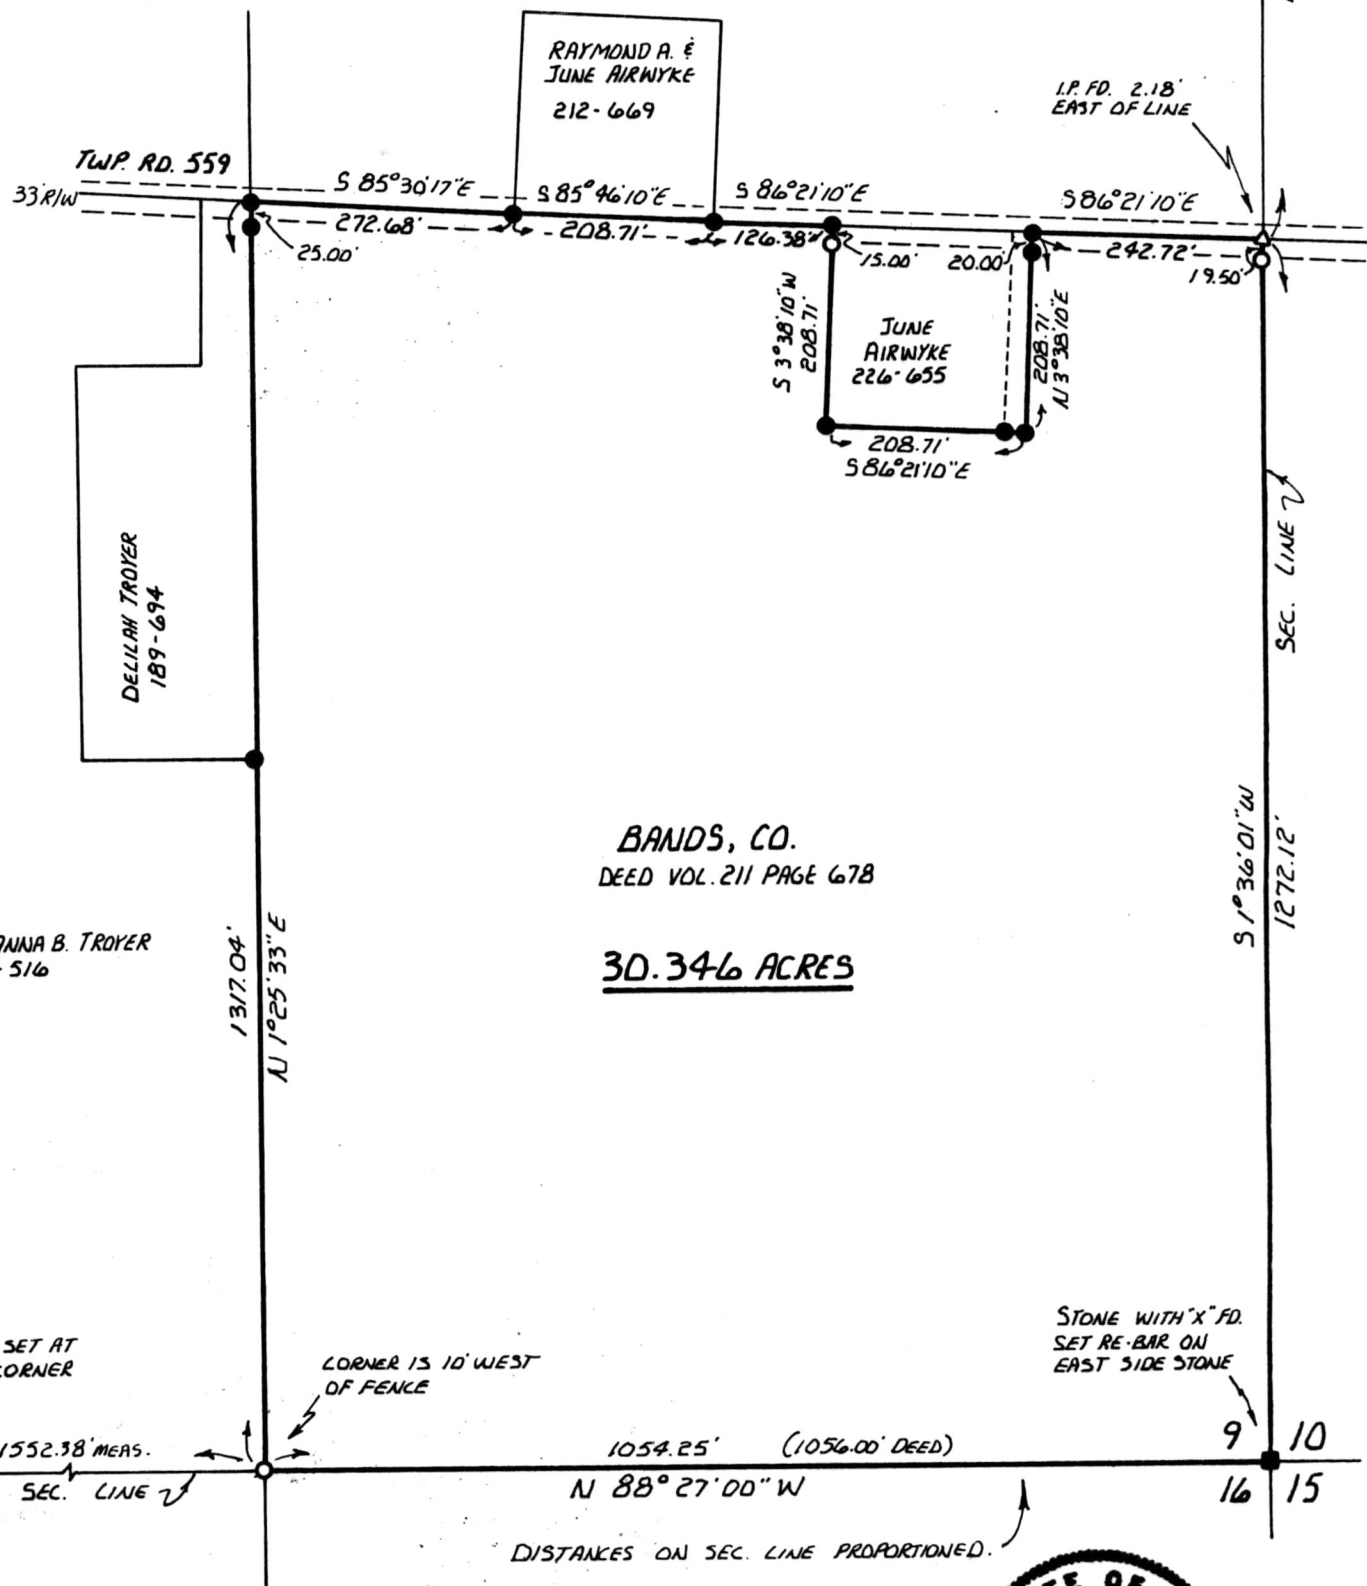 RAYMOND A. &
JUNE AIRWYKE
212-669
I.P. FD. 2.18'
EAST OF LINE
TWP. RD. 559
33' R/W
S 85°30'17"E
S 85°46'10"E
S 86°21'10"E
S 86°21'10"E
272.68'
208.71'
126.38'
25.00'
15.00'
20.00'
242.72'
19.50'
S 3°38'10"W
208.71'
JUNE
AIRWYKE
226-655
208.71'
N 3°38'10"E
208.71'
S 86°21'10"E
SEC. LINE
DELILAH TROYER
189-694
BANDS, CO.
DEED VOL. 211 PAGE 678
30.346 ACRES
S 1°36'01"W
1272.12'
ANNA B. TROYER
516
1317.04'
N 1°25'33"E
SET AT
CORNER
CORNER IS 10' WEST
OF FENCE
STONE WITH "X" FD.
SET RE-BAR ON
EAST SIDE STONE
1552.38' MEAS.
SEC. LINE
1054.25' (1056.00' DEED)
N 88°27'00"W
9 10
16 15
DISTANCES ON SEC. LINE PROPORTIONED.
OF